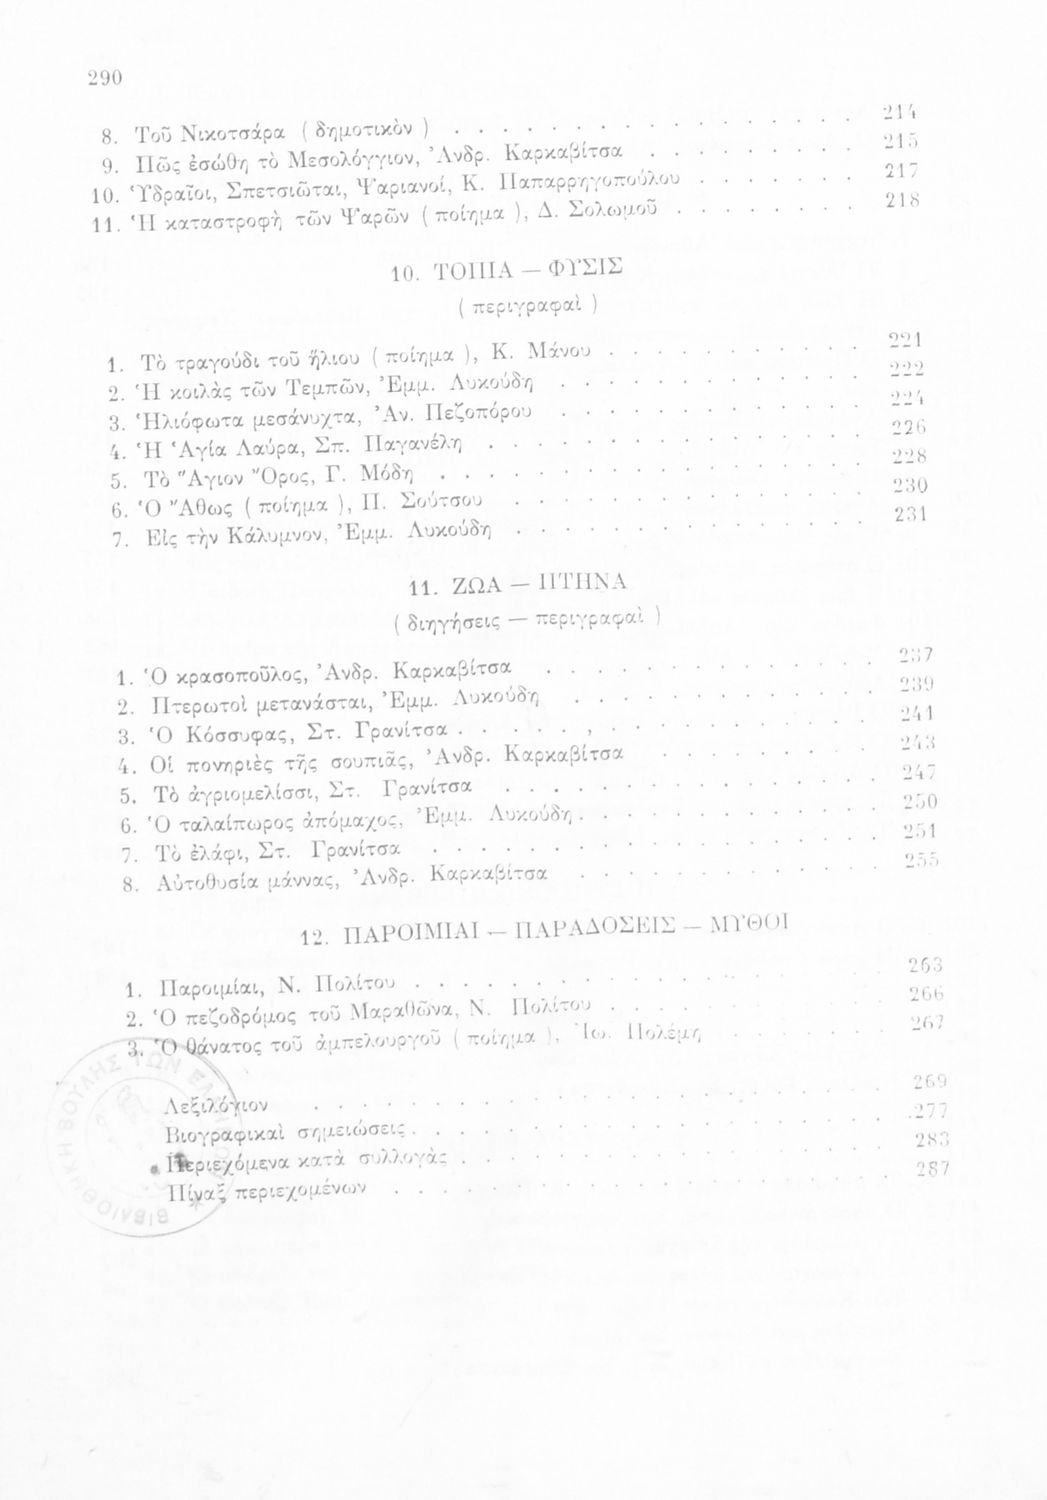 290
8. Τοῦ Νικοτσάρα ( δημοτικὸν ) . . . . . . . . . . . . . . 214
9. Πῶς ἐσώθη τὸ Μεσολόγγιον, Ἀνδρ. Καρκαβίτσα . . . . . . . . 215
10. Ὑδραῖοι, Σπετσιῶται, Ψαριανοί, Κ. Παπαρρηγοπούλου . . . . . . . 217
11. Ἡ καταστροφὴ τῶν Ψαρῶν ( ποίημα ), Δ. Σολωμοῦ . . . . . . . . 218
10. ΤΟΠΙΑ — ΦΥΣΙΣ
( περιγραφαὶ )
1. Τὸ τραγούδι τοῦ ἥλιου ( ποίημα ), Κ. Μάνου . . . . . . . . . . 221
2. Ἡ κοιλὰς τῶν Τεμπῶν, Ἐμμ. Λυκούδη . . . . . . . . . . . . 222
3. Ἡλιόφωτα μεσάνυχτα, Ἀν. Πεζοπόρου . . . . . . . . . . . . 224
4. Ἡ Ἁγία Λαύρα, Σπ. Παγανέλη . . . . . . . . . . . . . . 226
5. Τὸ Ἅγιον Ὄρος, Γ. Μόδη . . . . . . . . . . . . . . . . 228
6. Ὁ Ἄθως ( ποίημα ), Π. Σούτσου . . . . . . . . . . . . . . 230
7. Εἰς τὴν Κάλυμνον, Ἐμμ. Λυκούδη . . . . . . . . . . . . . . 231
11. ΖΩΑ — ΠΤΗΝΑ
( διηγήσεις — περιγραφαὶ )
1. Ὁ κρασοποῦλος, Ἀνδρ. Καρκαβίτσα . . . . . . . . . . . . . 237
2. Πτερωτοὶ μετανάσται, Ἐμμ. Λυκούδη . . . . . . . . . . . . 239
3. Ὁ Κόσσυφας, Στ. Γρανίτσα . . . . . . . . . . . . . . . . 241
4. Οἱ πονηριὲς τῆς σουπιᾶς, Ἀνδρ. Καρκαβίτσα . . . . . . . . . 243
5. Τὸ ἀγριομελίσσι, Στ. Γρανίτσα . . . . . . . . . . . . . . . 247
6. Ὁ ταλαίπωρος ἀπόμαχος, Ἐμμ. Λυκούδη . . . . . . . . . . . . 250
7. Τὸ ἐλάφι, Στ. Γρανίτσα . . . . . . . . . . . . . . . . . . 251
8. Αὐτοθυσία μάννας, Ἀνδρ. Καρκαβίτσα . . . . . . . . . . . . 255
12. ΠΑΡΟΙΜΙΑΙ — ΠΑΡΑΔΟΣΕΙΣ — ΜΥΘΟΙ
1. Παροιμίαι, Ν. Πολίτου . . . . . . . . . . . . . . . . . . 263
2. Ὁ πεζοδρόμος τοῦ Μαραθῶνα, Ν. Πολίτου . . . . . . . . . . . 266
3. Ὁ θάνατος τοῦ ἀμπελουργοῦ ( ποίημα ), Ἰω. Πολέμη . . . . . . 267
Λεξιλόγιον . . . . . . . . . . . . . . . . . . . . . 269
Βιογραφικαὶ σημειώσεις . . . . . . . . . . . . . . . . . 277
Περιεχόμενα κατὰ συλλογὰς . . . . . . . . . . . . . . . 283
Πίναξ περιεχομένων . . . . . . . . . . . . . . . . . . 287
ΒΙΒΛΙΟΘΗΚΗ ΒΟΥΛΗΣ ΤΩΝ